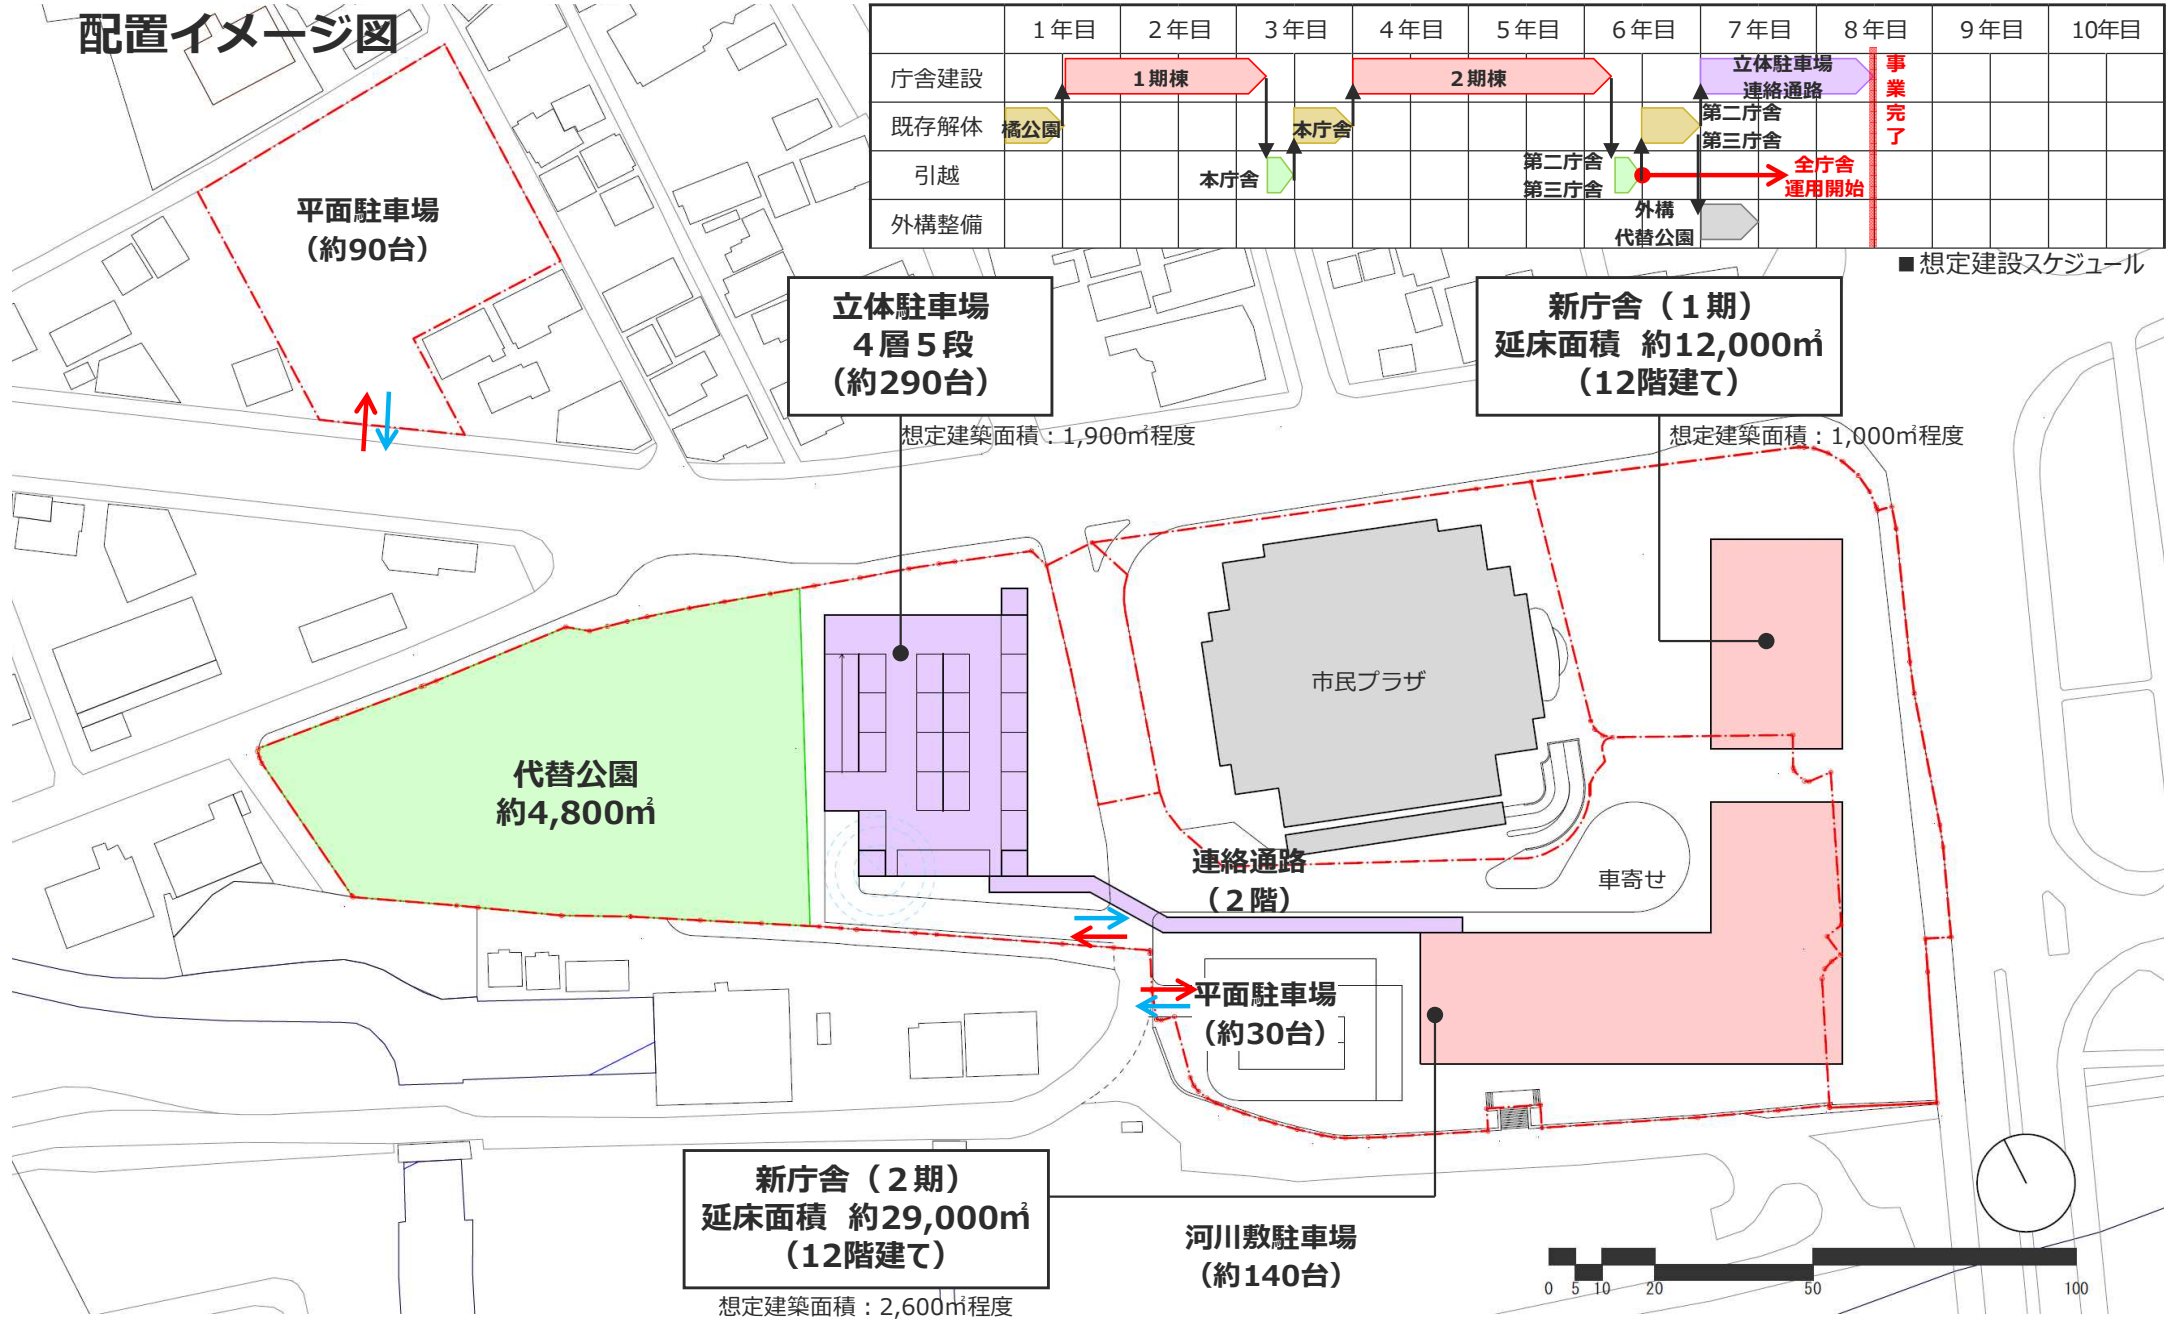 配置イメージ図
１年目 ２年目 ３年目 ４年目 ５年目 ６年目 ７年目 ８年目 ９年目 10年目
庁舎建設
１期棟
２期棟
立体駐車場
連絡通路
事業完了
既存解体
橘公園
本庁舎
第二庁舎
第三庁舎
引越
本庁舎
第二庁舎
第三庁舎
全庁舎
運用開始
外構整備
外構
代替公園
■想定建設スケジュール
平面駐車場
（約90台）
立体駐車場
４層５段
（約290台）
想定建築面積：1,900㎡程度
新庁舎（１期）
延床面積 約12,000㎡
（12階建て）
想定建築面積：1,000㎡程度
市民プラザ
代替公園
約4,800㎡
連絡通路
（２階）
車寄せ
平面駐車場
（約30台）
新庁舎（２期）
延床面積 約29,000㎡
（12階建て）
想定建築面積：2,600㎡程度
河川敷駐車場
（約140台）
0 5 10 20 50 100